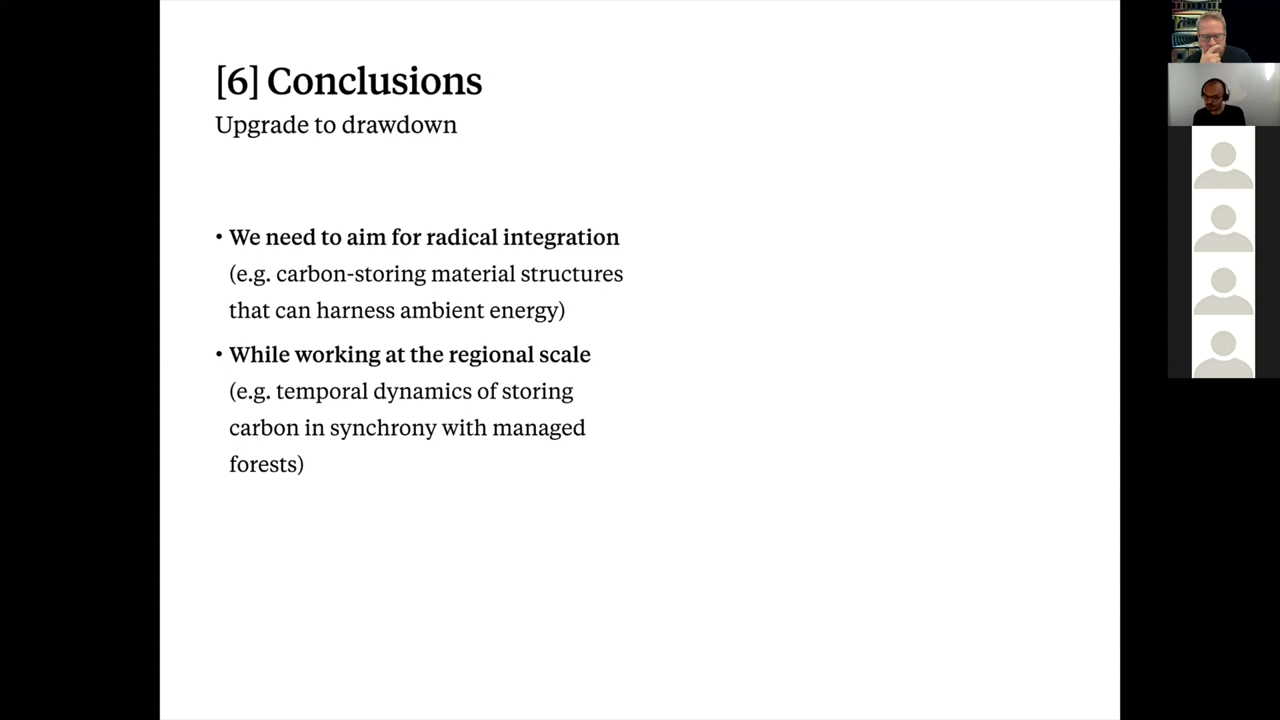 [6] Conclusions
Upgrade to drawdown
• We need to aim for radical integration
(e.g. carbon-storing material structures
that can harness ambient energy)
• While working at the regional scale
(e.g. temporal dynamics of storing
carbon in synchrony with managed
forests)